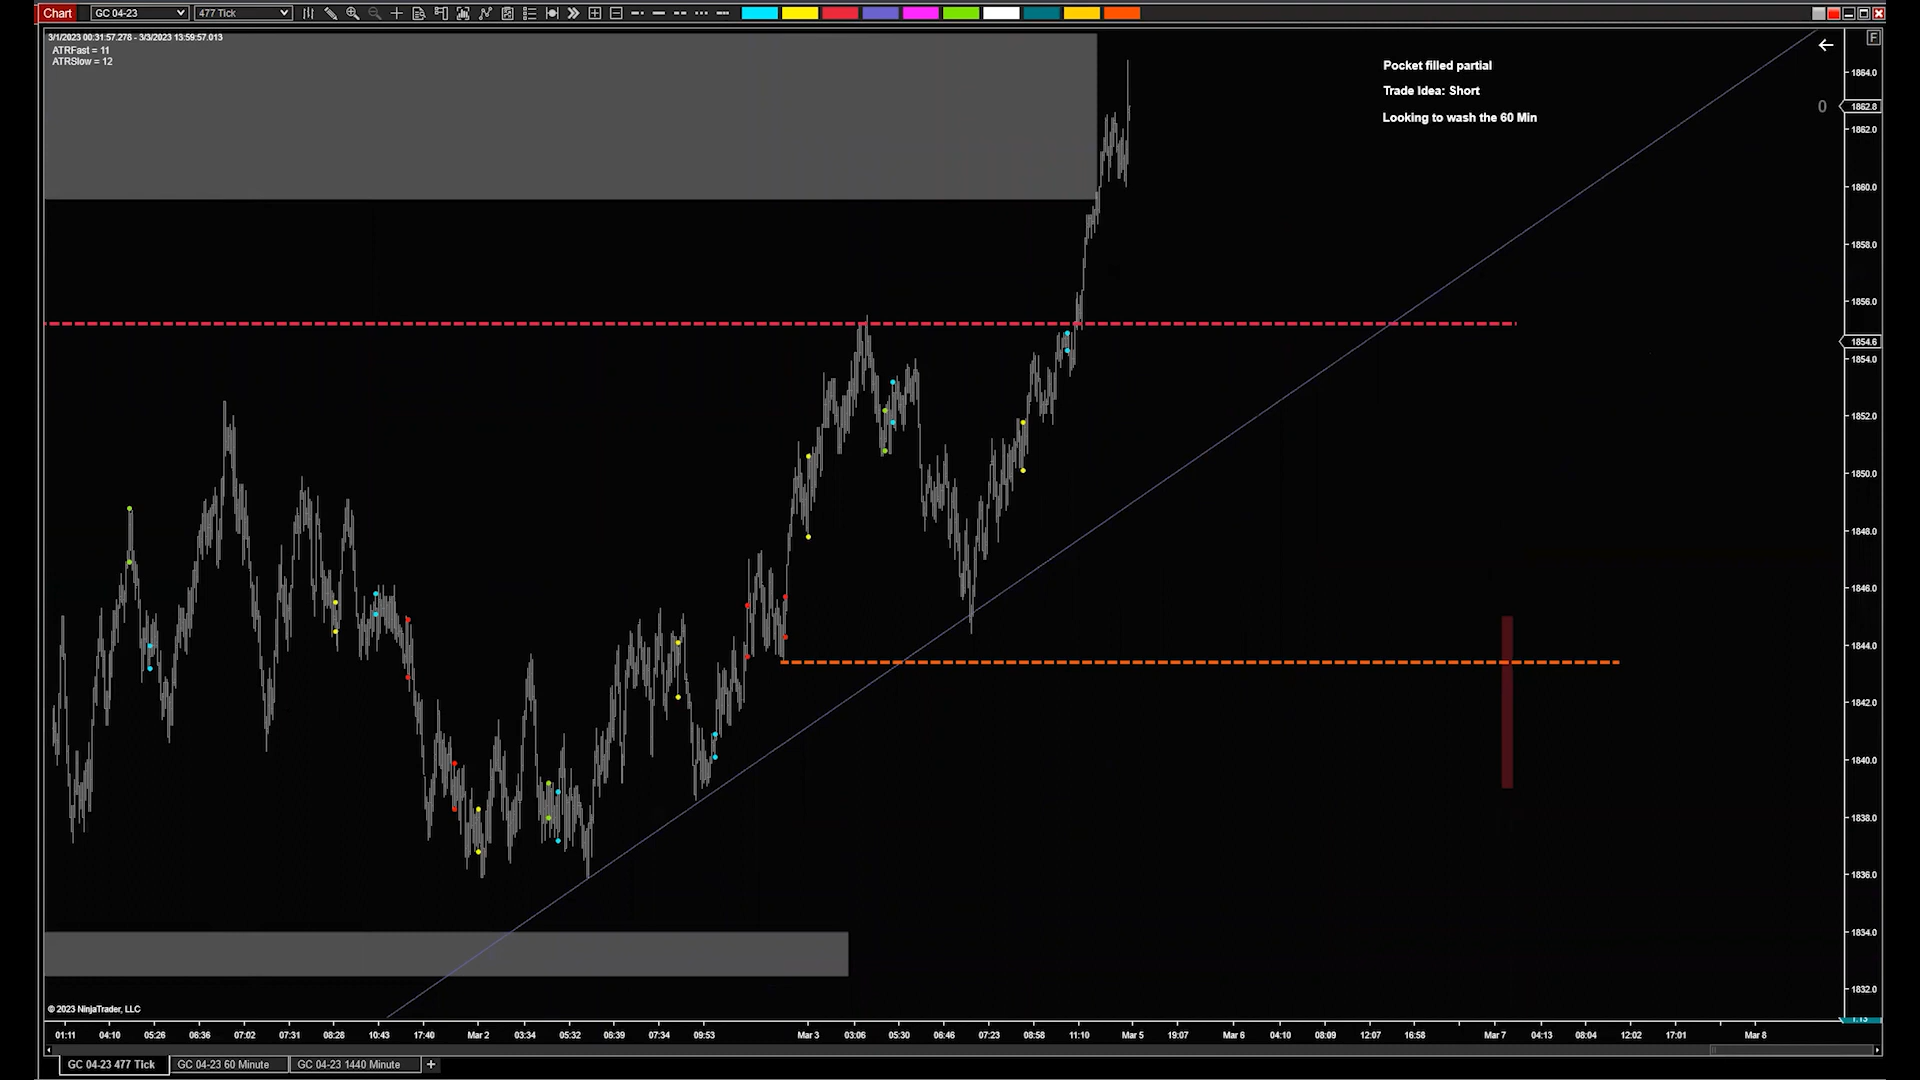 Chart GC 04-23 477 Tick
3/1/2023 00:31:57.278 - 3/3/2023 13:59:57.013
ATRFast = 11
ATRSlow = 12
F
Pocket filled partial
Trade Idea: Short
Looking to wash the 60 Min
1864.0
0 1862.8
1862.0
1860.0
1858.0
1856.0
1854.6
1854.0
1852.0
1850.0
1848.0
1846.0
1844.0
1842.0
1840.0
1838.0
1836.0
1834.0
1832.0
© 2023 NinjaTrader, LLC
01:11 04:10 05:26 06:36 07:02 07:31 08:28 10:43 17:40 Mar 2 03:34 05:32 06:39 07:34 09:53 Mar 3 03:06 05:30 06:46 07:23 08:58 11:10 Mar 5 19:07 Mar 6 04:10 08:09 12:07 16:58 Mar 7 04:13 08:04 12:02 17:01 Mar 8
GC 04-23 477 Tick GC 04-23 60 Minute GC 04-23 1440 Minute +